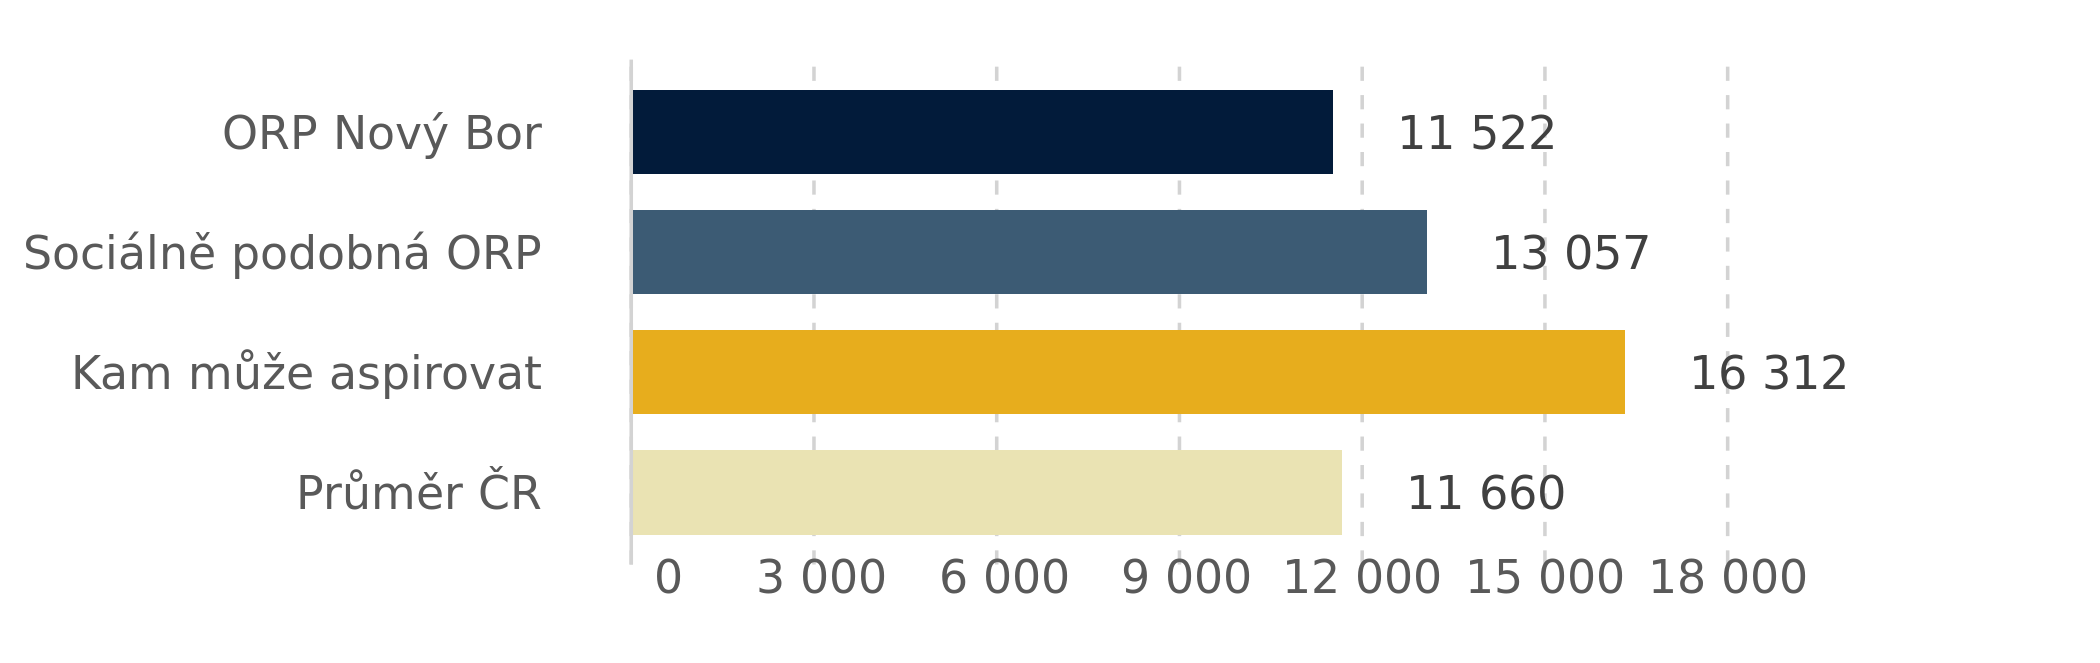 ORP Nový Bor 11 522
Sociálně podobná ORP 13 057
Kam může aspirovat 16 312
Průměr ČR 11 660
0 3 000 6 000 9 000 12 000 15 000 18 000